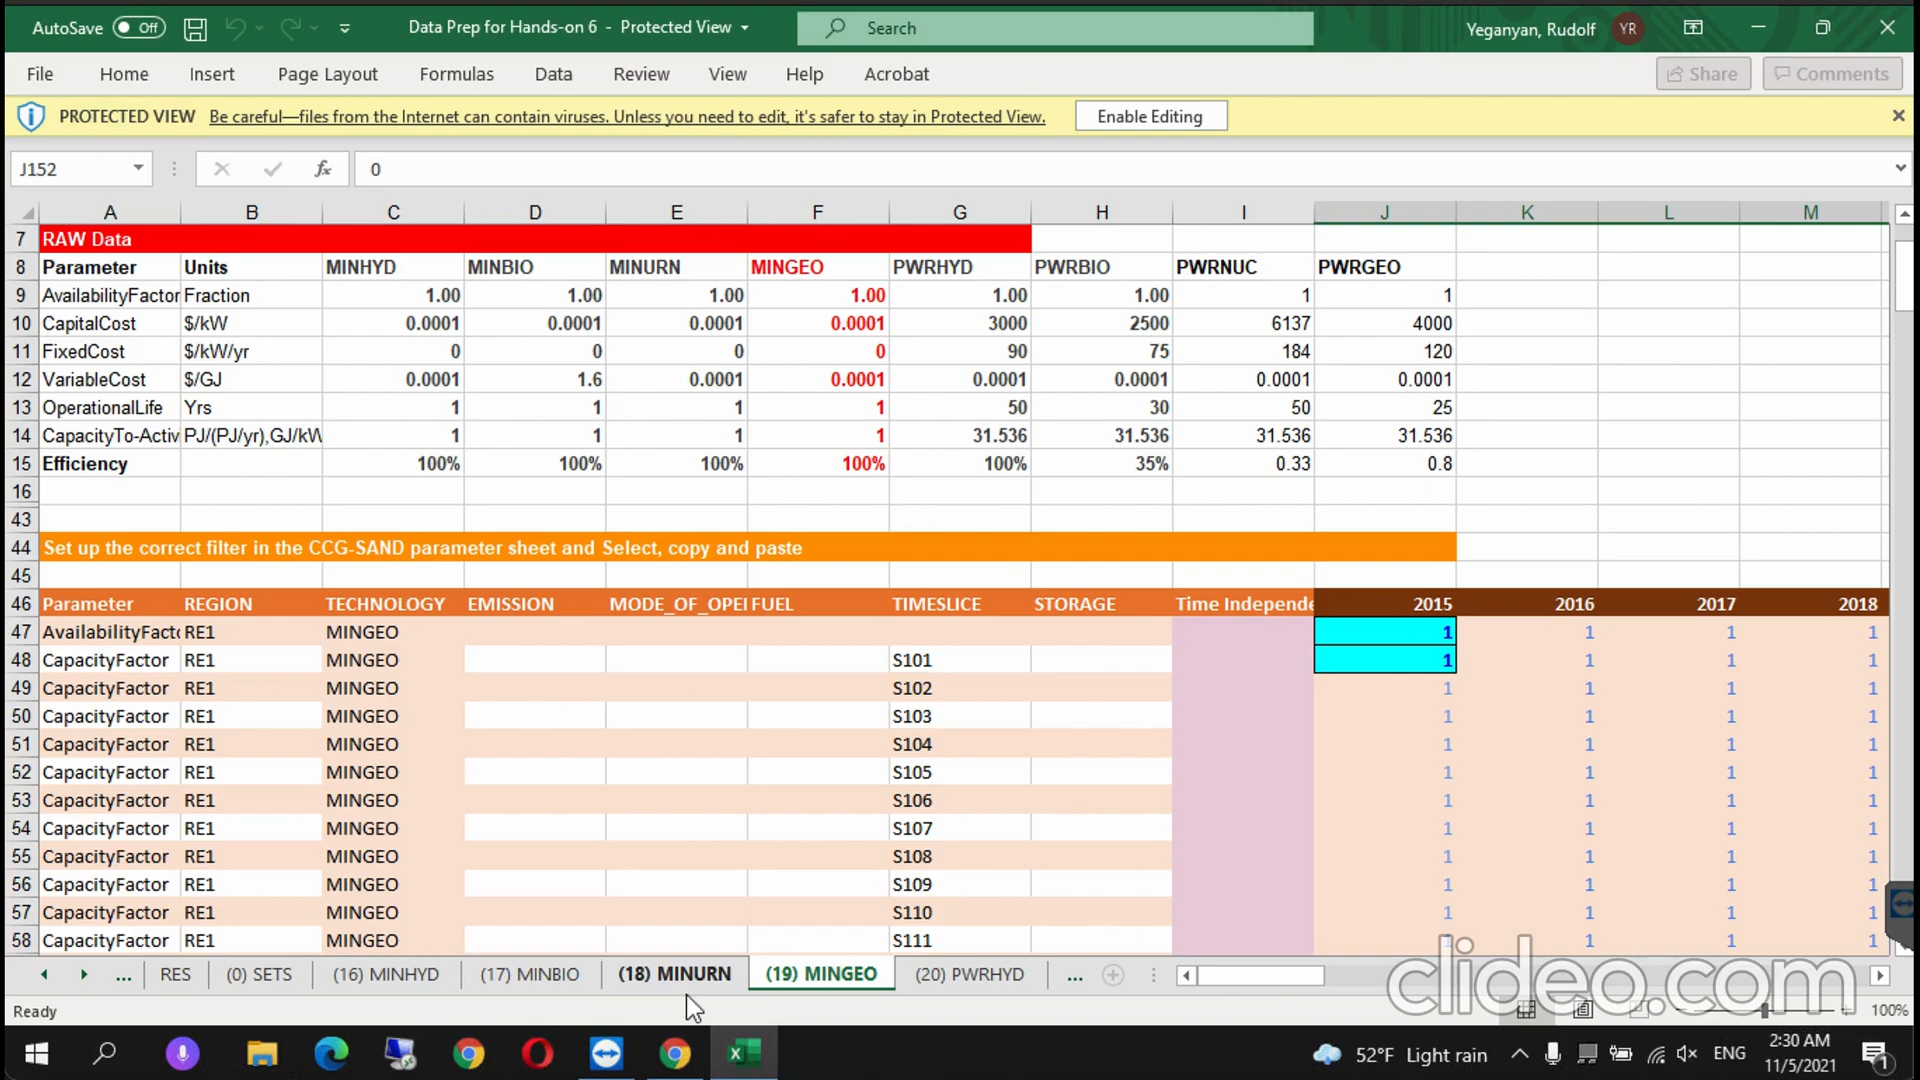 AutoSave Off Data Prep for Hands-on 6 - Protected View Search Yeganyan, Rudolf YR
File Home Insert Page Layout Formulas Data Review View Help Acrobat Share Comments
PROTECTED VIEW Be careful—files from the Internet can contain viruses. Unless you need to edit, it's safer to stay in Protected View. Enable Editing
J152 fx 0
A B C D E F G H I J K L M
7 RAW Data
8 Parameter Units MINHYD MINBIO MINURN MINGEO PWRHYD PWRBIO PWRNUC PWRGEO
9 AvailabilityFactor Fraction 1.00 1.00 1.00 1.00 1.00 1.00 1 1
10 CapitalCost $/kW 0.0001 0.0001 0.0001 0.0001 3000 2500 6137 4000
11 FixedCost $/kW/yr 0 0 0 0 90 75 184 120
12 VariableCost $/GJ 0.0001 1.6 0.0001 0.0001 0.0001 0.0001 0.0001 0.0001
13 OperationalLife Yrs 1 1 1 1 50 30 50 25
14 CapacityTo-Activ PJ/(PJ/yr),GJ/kW 1 1 1 1 31.536 31.536 31.536 31.536
15 Efficiency 100% 100% 100% 100% 100% 35% 0.33 0.8
16
43
44 Set up the correct filter in the CCG-SAND parameter sheet and Select, copy and paste
45
46 Parameter REGION TECHNOLOGY EMISSION MODE_OF_OPEI FUEL TIMESLICE STORAGE Time Independe 2015 2016 2017 2018
47 AvailabilityFacto RE1 MINGEO 1 1 1 1
48 CapacityFactor RE1 MINGEO S101 1 1 1 1
49 CapacityFactor RE1 MINGEO S102 1 1 1 1
50 CapacityFactor RE1 MINGEO S103 1 1 1 1
51 CapacityFactor RE1 MINGEO S104 1 1 1 1
52 CapacityFactor RE1 MINGEO S105 1 1 1 1
53 CapacityFactor RE1 MINGEO S106 1 1 1 1
54 CapacityFactor RE1 MINGEO S107 1 1 1 1
55 CapacityFactor RE1 MINGEO S108 1 1 1 1
56 CapacityFactor RE1 MINGEO S109 1 1 1 1
57 CapacityFactor RE1 MINGEO S110 1 1 1 1
58 CapacityFactor RE1 MINGEO S111 1 1 1 1
... RES (0) SETS (16) MINHYD (17) MINBIO (18) MINURN (19) MINGEO (20) PWRHYD ...
clideo.com
Ready 100%
52°F Light rain ENG 2:30 AM
11/5/2021 1